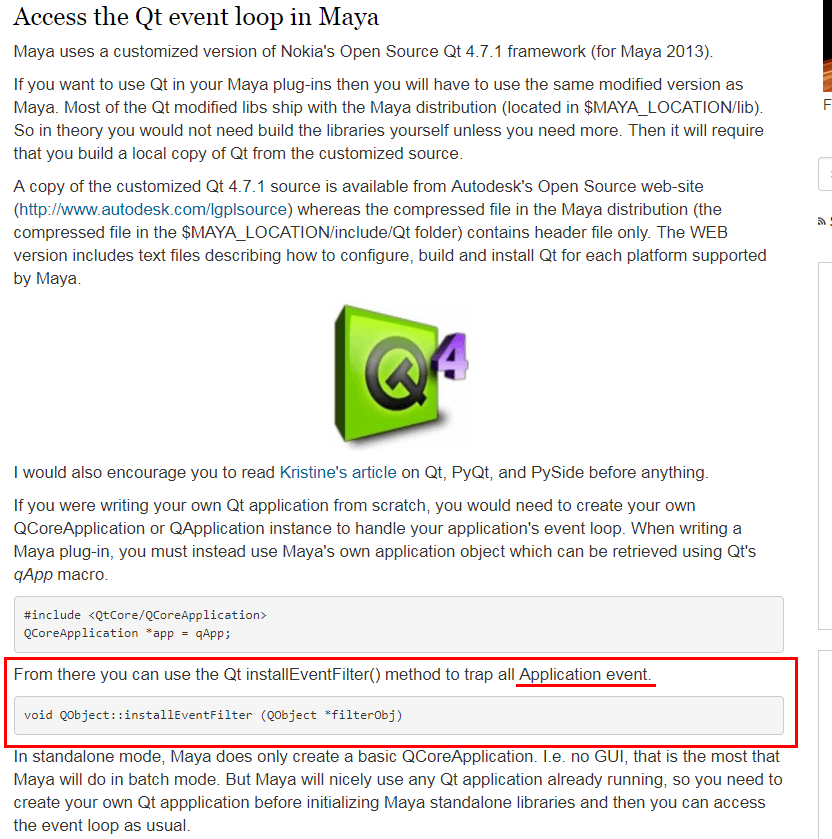 Access the Qt event loop in Maya
Maya uses a customized version of Nokia's Open Source Qt 4.7.1 framework (for Maya 2013).
If you want to use Qt in your Maya plug-ins then you will have to use the same modified version as
Maya. Most of the Qt modified libs ship with the Maya distribution (located in $MAYA_LOCATION/lib).
So in theory you would not need build the libraries yourself unless you need more. Then it will require
that you build a local copy of Qt from the customized source.
A copy of the customized Qt 4.7.1 source is available from Autodesk's Open Source web-site
(http://www.autodesk.com/lgplsource) whereas the compressed file in the Maya distribution (the
compressed file in the $MAYA_LOCATION/include/Qt folder) contains header file only. The WEB
version includes text files describing how to configure, build and install Qt for each platform supported
by Maya.
4
I would also encourage you to read Kristine's article on Qt, PyQt, and PySide before anything.
If you were writing your own Qt application from scratch, you would need to create your own
QCoreApplication or QApplication instance to handle your application's event loop. When writing a
Maya plug-in, you must instead use Maya's own application object which can be retrieved using Qt's
qApp macro.
#include <QtCore/QCoreApplication>
QCoreApplication *app = qApp;
From there you can use the Qt installEventFilter() method to trap all Application event.
void QObject::installEventFilter (QObject *filterObj)
In standalone mode, Maya does only create a basic QCoreApplication. I.e. no GUI, that is the most that
Maya will do in batch mode. But Maya will nicely use any Qt application already running, so you need to
create your own Qt appplication before initializing Maya standalone libraries and then you can access
the event loop as usual.